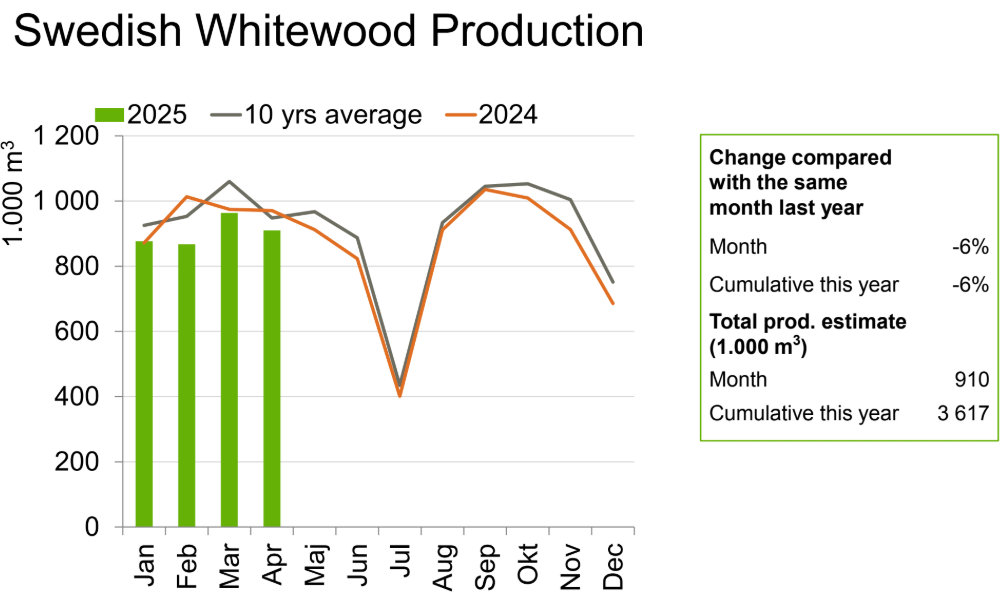 Swedish Whitewood Production
2025 10 yrs average 2024
1.000 m³
1 200
1 000
800
600
400
200
0
Jan Feb Mar Apr Maj Jun Jul Aug Sep Okt Nov Dec
Change compared
with the same
month last year
Month -6%
Cumulative this year -6%
Total prod. estimate
(1.000 m³)
Month 910
Cumulative this year 3 617